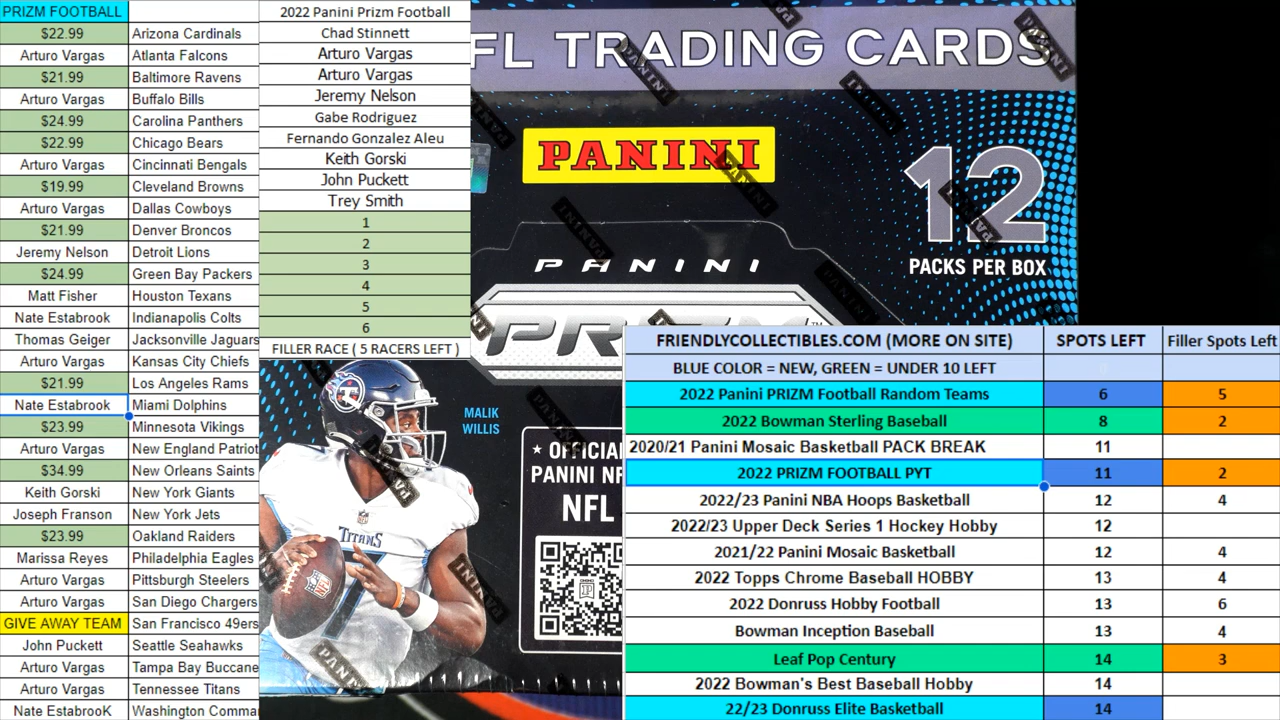 PRIZM FOOTBALL
$22.99 Arizona Cardinals
Arturo Vargas Atlanta Falcons
$21.99 Baltimore Ravens
Arturo Vargas Buffalo Bills
$24.99 Carolina Panthers
$22.99 Chicago Bears
Arturo Vargas Cincinnati Bengals
$19.99 Cleveland Browns
Arturo Vargas Dallas Cowboys
$21.99 Denver Broncos
Jeremy Nelson Detroit Lions
$24.99 Green Bay Packers
Matt Fisher Houston Texans
Nate Estabrook Indianapolis Colts
Thomas Geiger Jacksonville Jaguars
Arturo Vargas Kansas City Chiefs
$21.99 Los Angeles Rams
Nate Estabrook Miami Dolphins
$23.99 Minnesota Vikings
Arturo Vargas New England Patriot
$34.99 New Orleans Saints
Keith Gorski New York Giants
Joseph Franson New York Jets
$23.99 Oakland Raiders
Marissa Reyes Philadelphia Eagles
Arturo Vargas Pittsburgh Steelers
Arturo Vargas San Diego Chargers
GIVE AWAY TEAM San Francisco 49ers
John Puckett Seattle Seahawks
Arturo Vargas Tampa Bay Buccane
Arturo Vargas Tennessee Titans
Nate EstabrooK Washington Comma
2022 Panini Prizm Football
Chad Stinnett
Arturo Vargas
Arturo Vargas
Jeremy Nelson
Gabe Rodriguez
Fernando Gonzalez Aleu
Keith Gorski
John Puckett
Trey Smith
1
2
3
4
5
6
FILLER RACE ( 5 RACERS LEFT )
FL TRADING CARDS
PANINI
12
PACKS PER BOX
PANINI
PRIZM
MALIK
WILLIS
TITANS
7
★ OFFICIAL
PANINI NF
NFL
FRIENDLYCOLLECTIBLES.COM (MORE ON SITE) SPOTS LEFT Filler Spots Left
BLUE COLOR = NEW, GREEN = UNDER 10 LEFT
2022 Panini PRIZM Football Random Teams 6 5
2022 Bowman Sterling Baseball 8 2
2020/21 Panini Mosaic Basketball PACK BREAK 11
2022 PRIZM FOOTBALL PYT 11 2
2022/23 Panini NBA Hoops Basketball 12 4
2022/23 Upper Deck Series 1 Hockey Hobby 12
2021/22 Panini Mosaic Basketball 12 4
2022 Topps Chrome Baseball HOBBY 13 4
2022 Donruss Hobby Football 13 6
Bowman Inception Baseball 13 4
Leaf Pop Century 14 3
2022 Bowman's Best Baseball Hobby 14
22/23 Donruss Elite Basketball 14